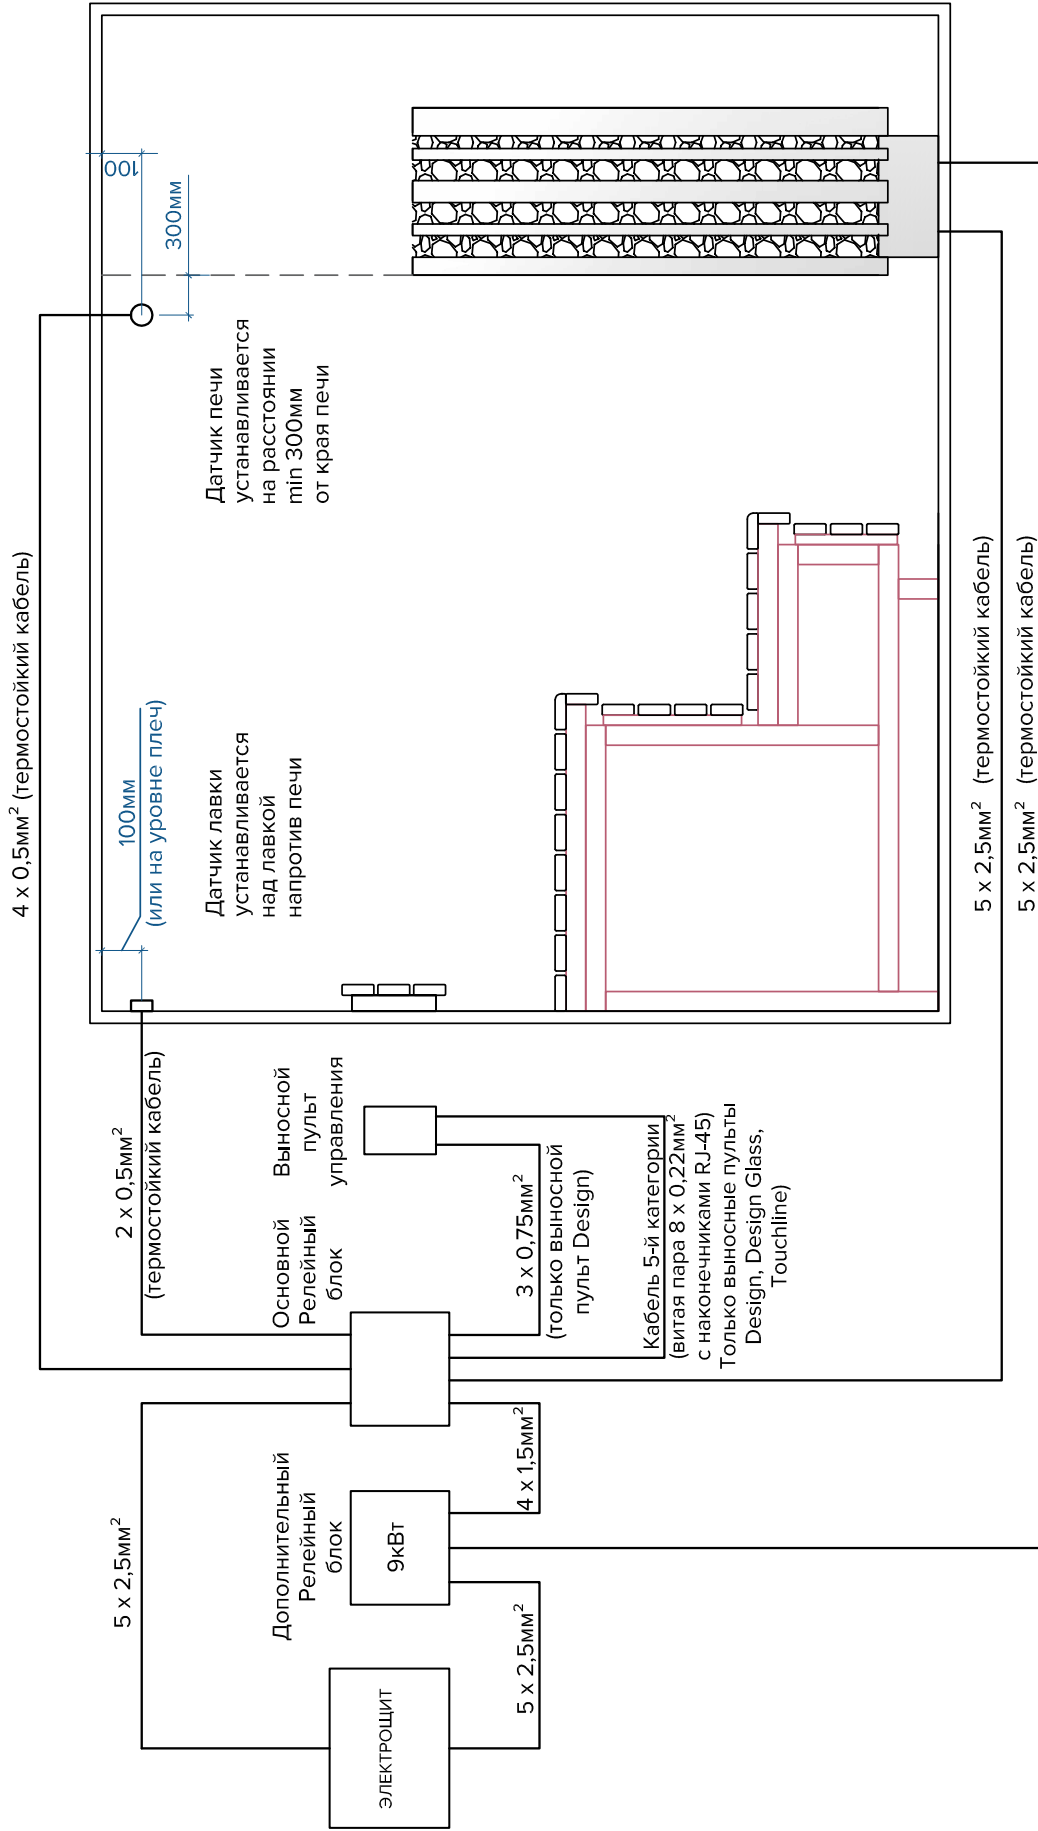 4 x 0,5мм² (термостойкий кабель)
100
300мм
100мм
(или на уровне плеч)
Датчик лавки
устанавливается
над лавкой
напротив печи
Датчик печи
устанавливается
на расстоянии
min 300мм
от края печи
2 x 0,5мм²
(термостойкий кабель)
5 x 2,5мм²
Дополнительный
Релейный
блок
Основной
Релейный
блок
Выносной
пульт
управления
ЭЛЕКТРОЩИТ
9кВт
5 x 2,5мм²
4 x 1,5мм²
3 x 0,75мм²
(только выносной
пульт Design)
Кабель 5-й категории
(витая пара 8 x 0,22мм²
с наконечниками RJ-45)
Только выносные пульты
Design, Design Glass,
Touchline)
5 x 2,5мм² (термостойкий кабель)
5 x 2,5мм² (термостойкий кабель)